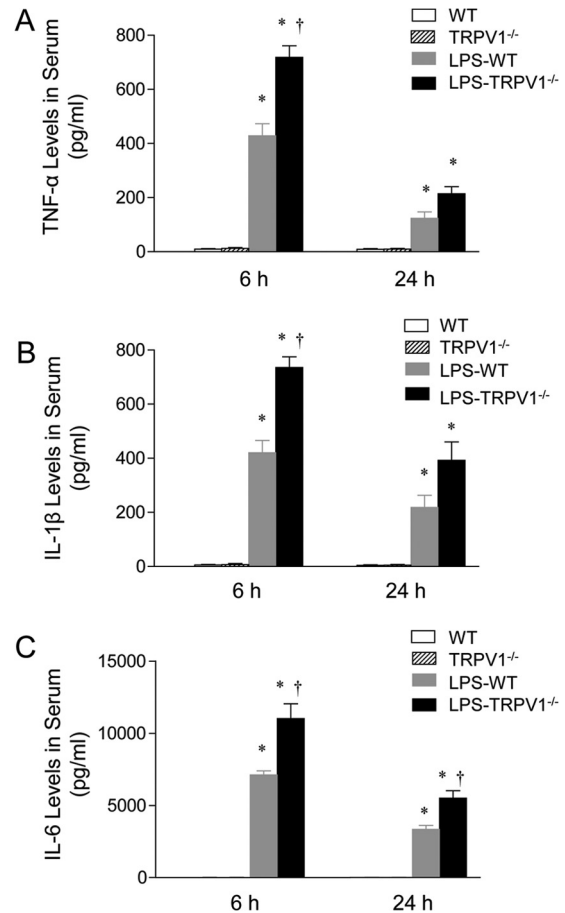 A
WT
TRPV1-/-
LPS-WT
LPS-TRPV1-/-
TNF-α Levels in Serum
(pg/ml)
800
600
400
200
0
* †
*
*
*
6 h
24 h
B
WT
TRPV1-/-
LPS-WT
LPS-TRPV1-/-
IL-1β Levels in Serum
(pg/ml)
800
600
400
200
0
* †
*
*
*
6 h
24 h
C
WT
TRPV1-/-
LPS-WT
LPS-TRPV1-/-
IL-6 Levels in Serum
(pg/ml)
15000
10000
5000
0
* †
*
* †
*
6 h
24 h